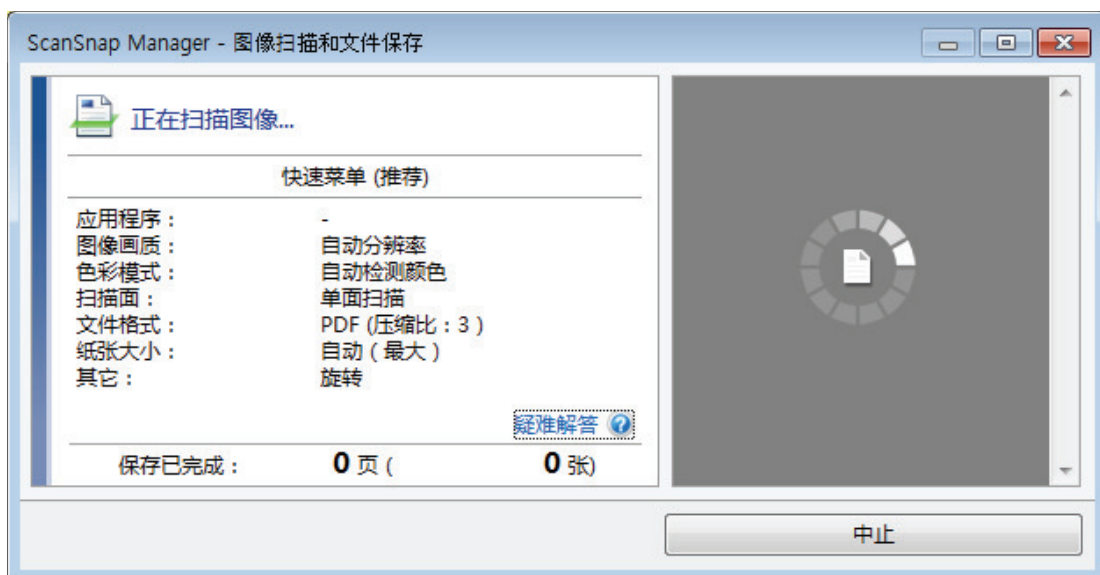 ScanSnap Manager - 图像扫描和文件保存
正在扫描图像...
快速菜单 (推荐)
应用程序： -
图像画质： 自动分辨率
色彩模式： 自动检测颜色
扫描面： 单面扫描
文件格式： PDF (压缩比：3）
纸张大小： 自动（最大）
其它： 旋转
疑难解答 ?
保存已完成： 0 页 ( 0 张)
中止